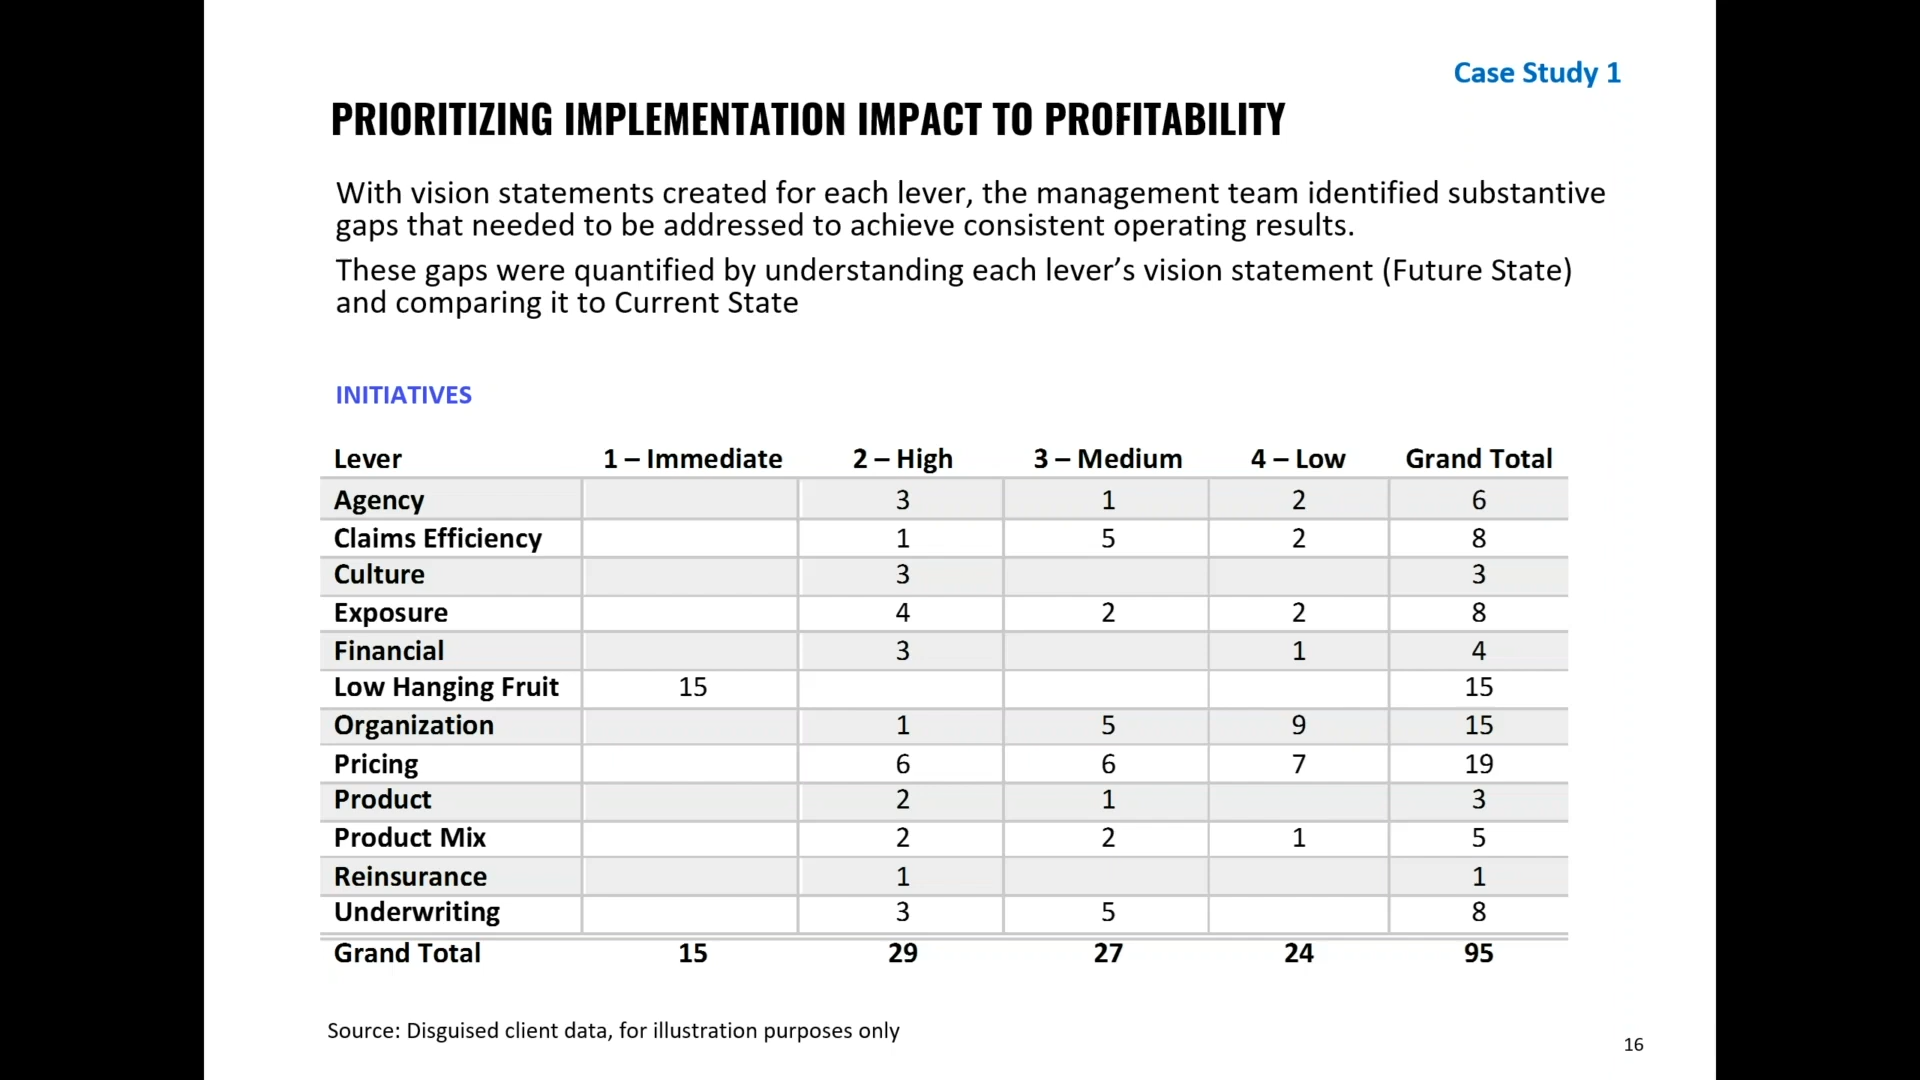 Case Study 1
PRIORITIZING IMPLEMENTATION IMPACT TO PROFITABILITY
With vision statements created for each lever, the management team identified substantive
gaps that needed to be addressed to achieve consistent operating results.
These gaps were quantified by understanding each lever’s vision statement (Future State)
and comparing it to Current State
INITIATIVES
Lever 1 – Immediate 2 – High 3 – Medium 4 – Low Grand Total
Agency 3 1 2 6
Claims Efficiency 1 5 2 8
Culture 3 3
Exposure 4 2 2 8
Financial 3 1 4
Low Hanging Fruit 15 15
Organization 1 5 9 15
Pricing 6 6 7 19
Product 2 1 3
Product Mix 2 2 1 5
Reinsurance 1 1
Underwriting 3 5 8
Grand Total 15 29 27 24 95
Source: Disguised client data, for illustration purposes only
16